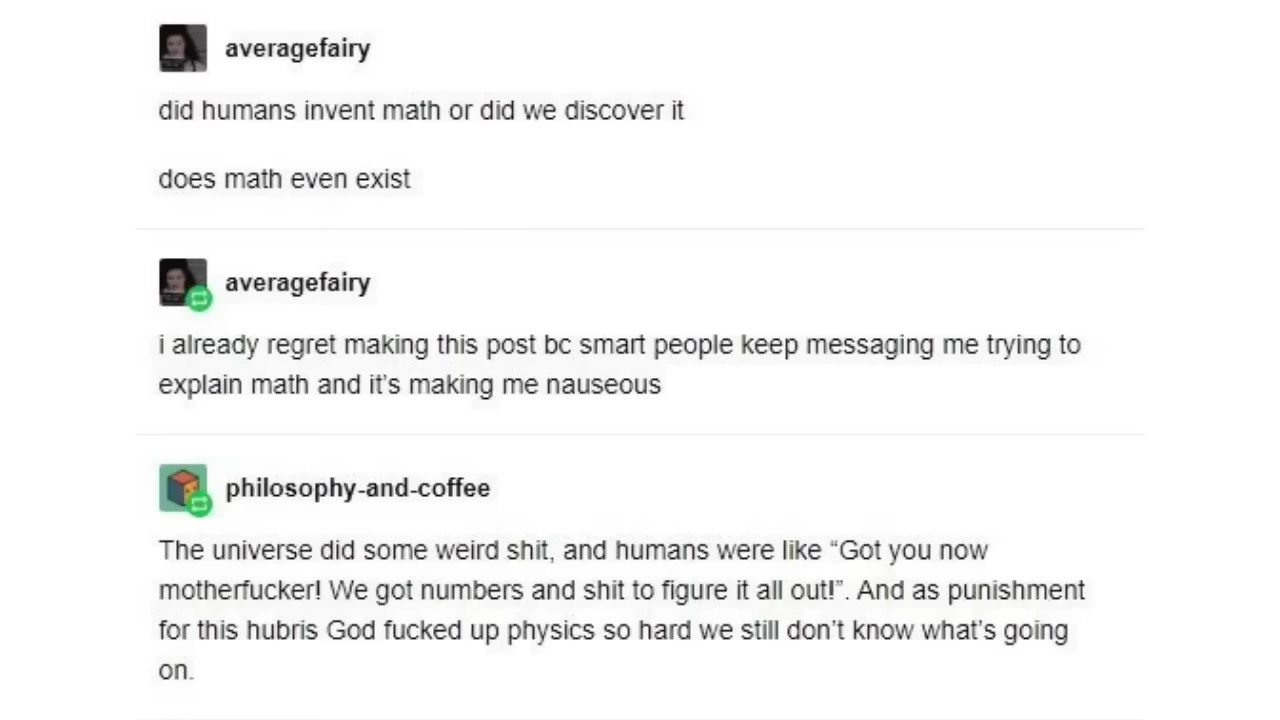 averagefairy
did humans invent math or did we discover it
does math even exist
averagefairy
i already regret making this post bc smart people keep messaging me trying to
explain math and it's making me nauseous
philosophy-and-coffee
The universe did some weird shit, and humans were like “Got you now
motherfucker! We got numbers and shit to figure it all out!”. And as punishment
for this hubris God fucked up physics so hard we still don't know what's going
on.